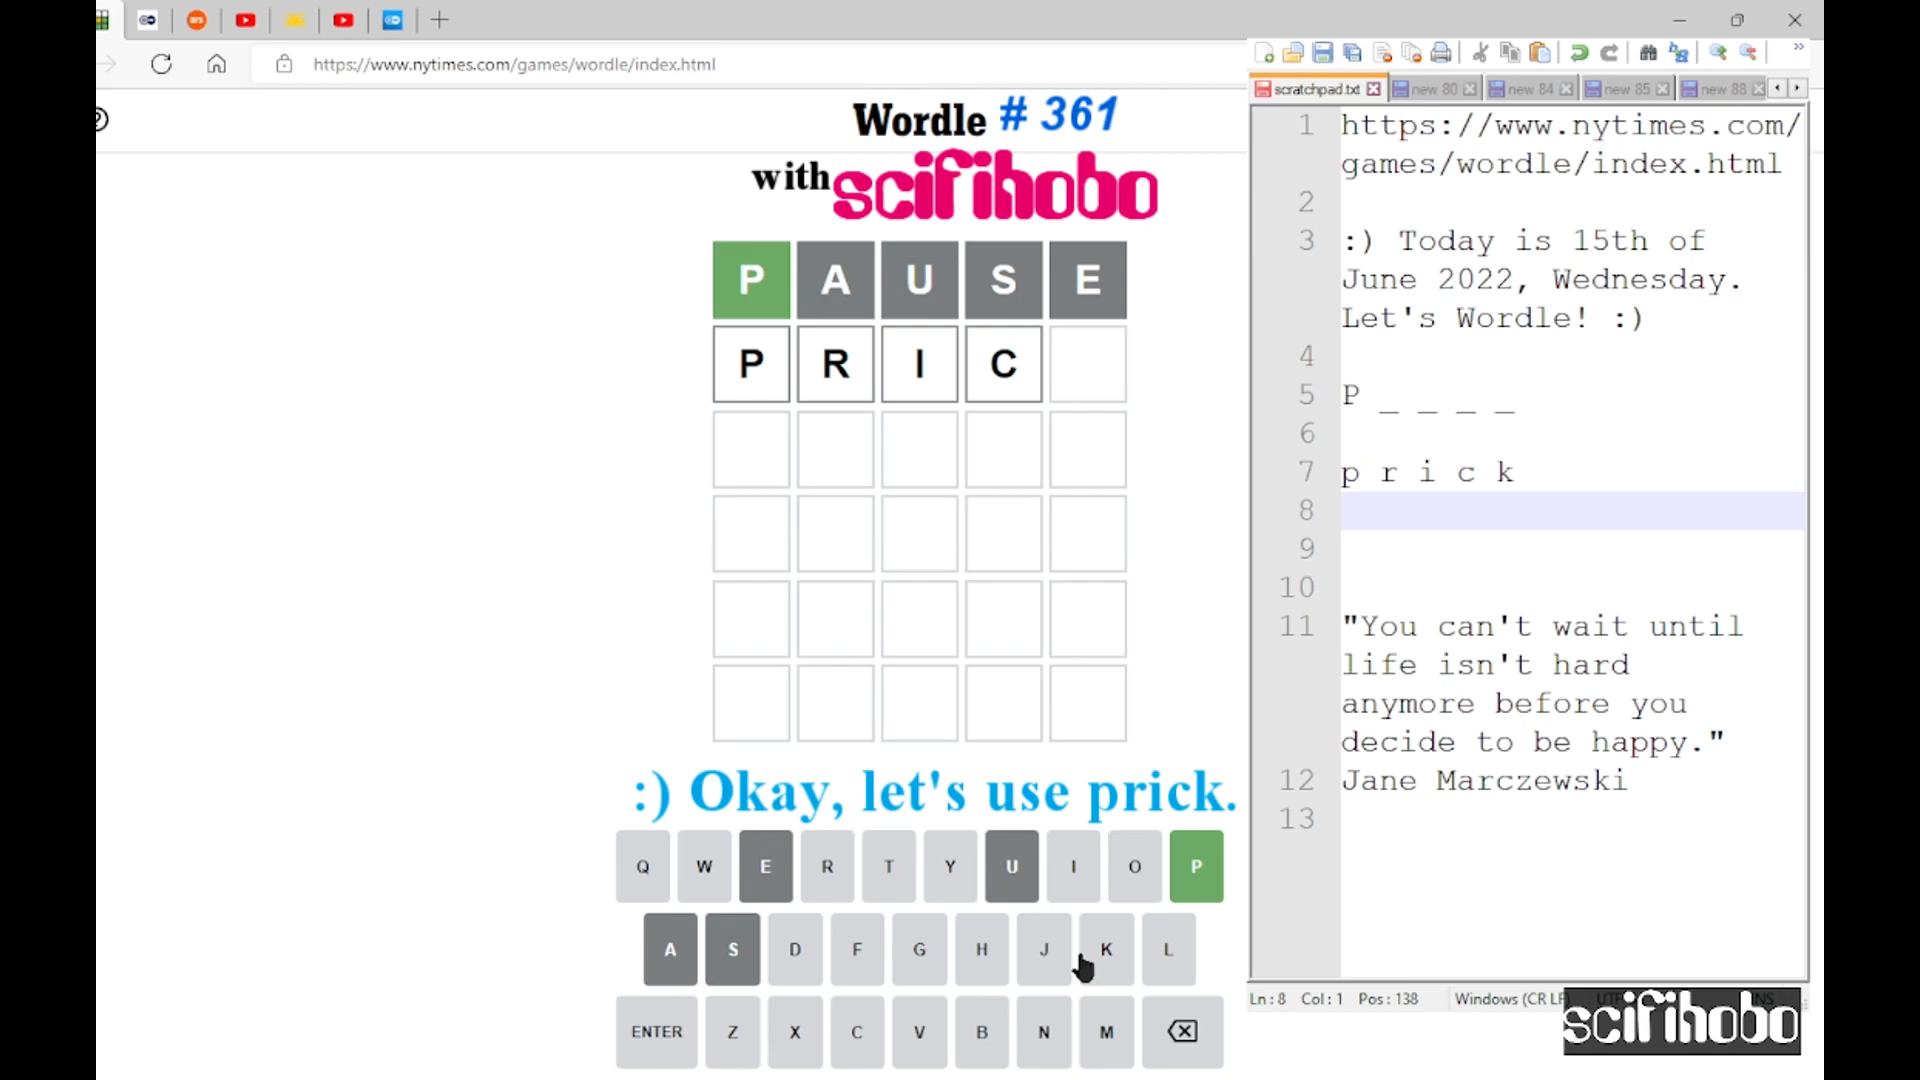 https://www.nytimes.com/games/wordle/index.html
Wordle # 361
with scifihobo
P A U S E
P R I C
:) Okay, let's use prick.
Q W E R T Y U I O P
A S D F G H J K L
ENTER Z X C V B N M
scratchpad.txt new 80 new 84 new 85 new 88
1 https://www.nytimes.com/
games/wordle/index.html
2
3 :) Today is 15th of
June 2022, Wednesday.
Let's Wordle! :)
4
5 P _ _ _ _
6
7 p r i c k
8
9
10
11 "You can't wait until
life isn't hard
anymore before you
decide to be happy."
12 Jane Marczewski
13
Ln: 8 Col: 1 Pos: 138 Windows (CR LF)
scifihobo